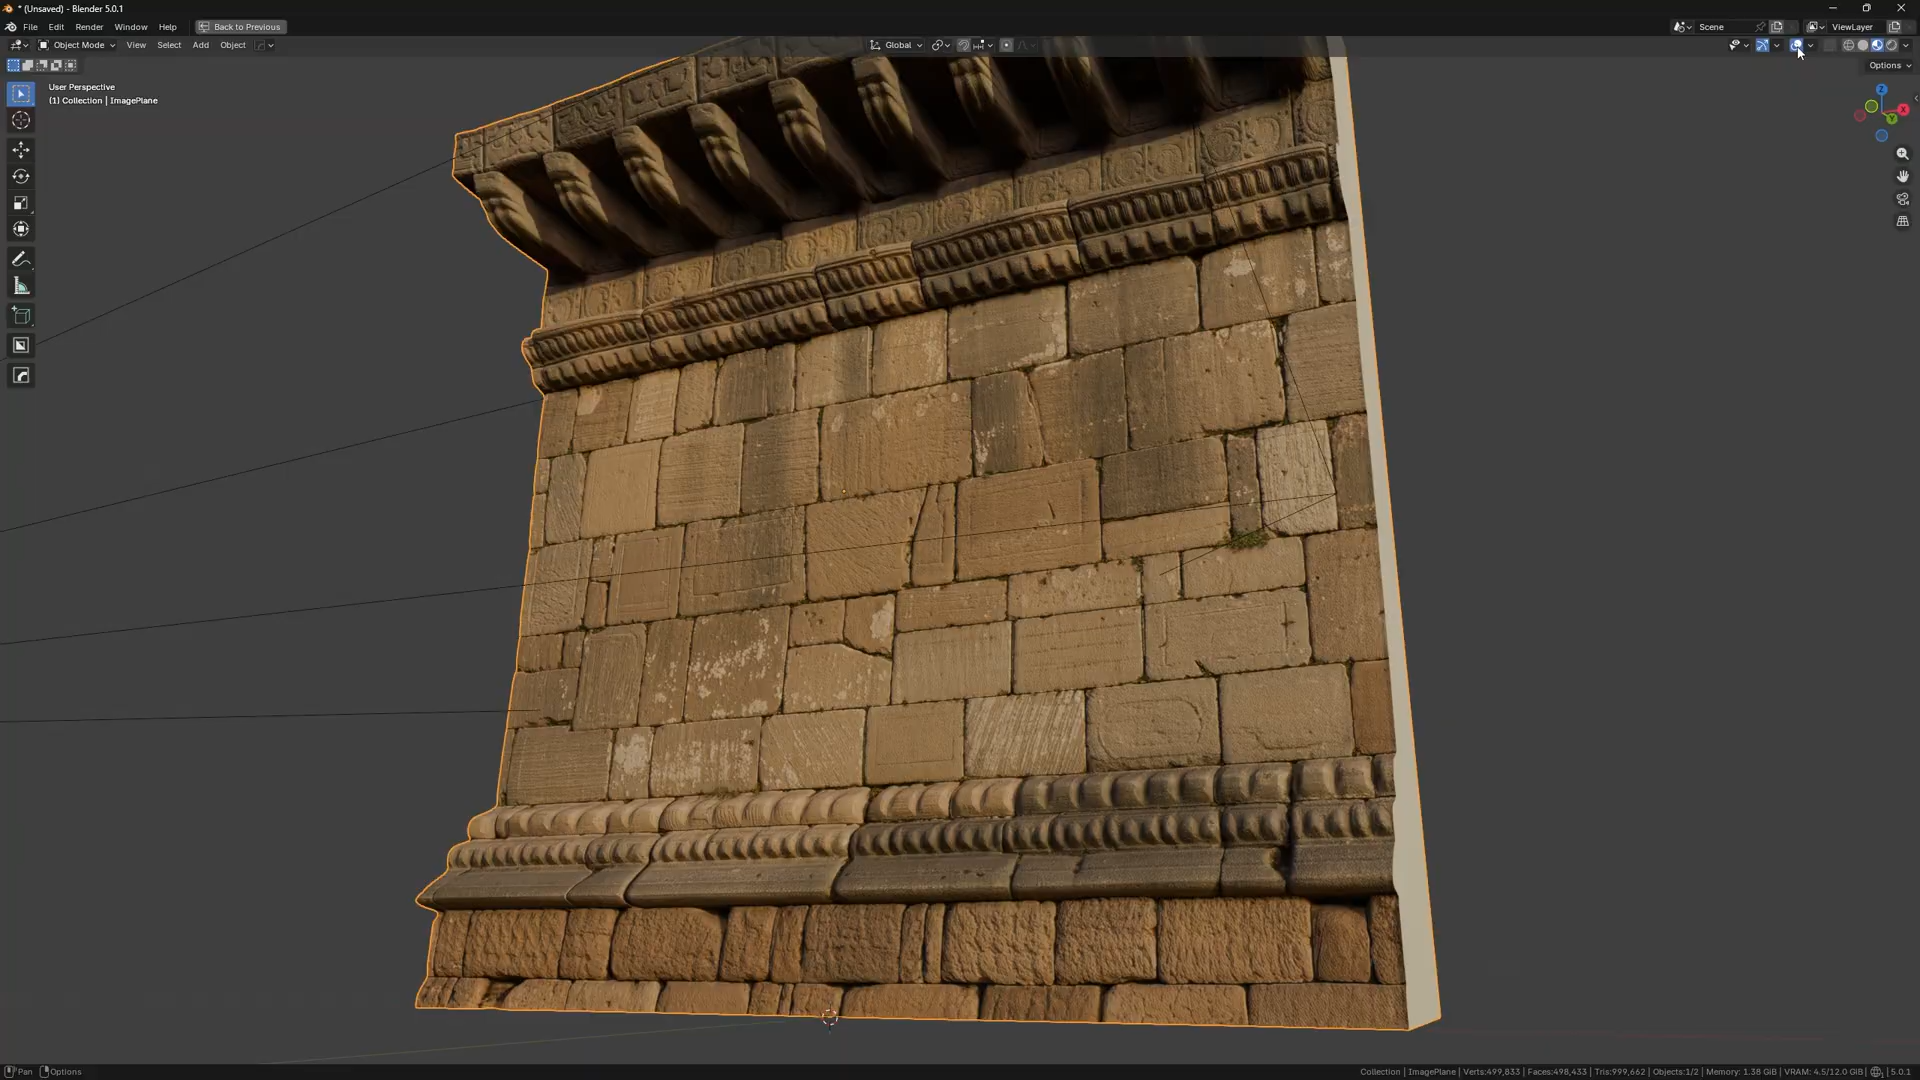 * (Unsaved) - Blender 5.0.1
File Edit Render Window Help Back to Previous
Scene ViewLayer
Object Mode View Select Add Object Global
Options
User Perspective
(1) Collection | ImagePlane
Z
X
Y
Pan Options
Collection | ImagePlane | Verts:499,833 | Faces:498,433 | Tris:999,662 | Objects:1/2 | Memory: 1.38 GiB | VRAM: 4.5/12.0 GiB | 5.0.1